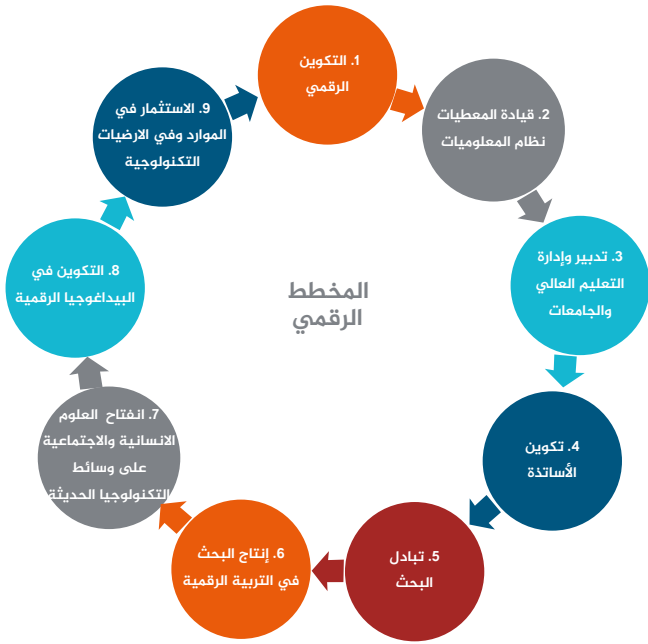 1. التكوين
الرقمي
2. قيادة المعطيات
نظام المعلوميات
3. تدبير وإدارة
التعليم العالي
والجامعات
4. تكوين
الأساتذة
5. تبادل
البحث
6. إنتاج البحث
في التربية الرقمية
7. انفتاح العلوم
الانسانية والاجتماعية
على وسائط
التكنولوجيا الحديثة
8. التكوين في
البيداغوجيا الرقمية
9. الاستثمار في
الموارد وفي الارضيات
التكنولوجية
المخطط
الرقمي